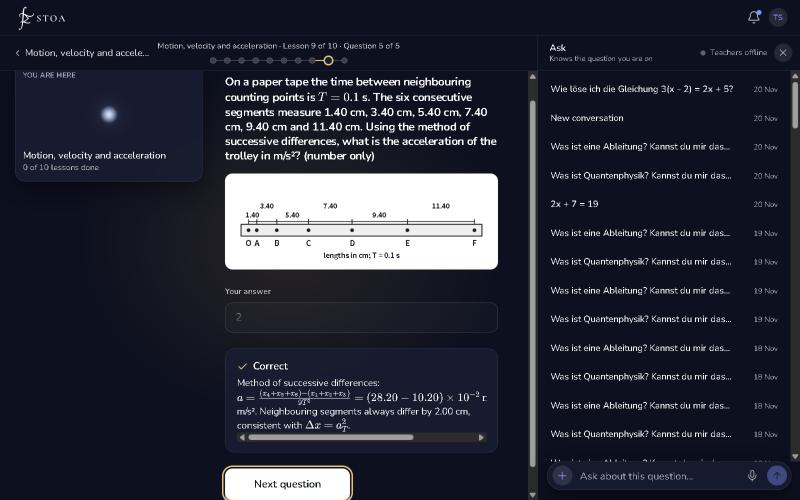 STOA
TS
Motion, velocity and accele...
Motion, velocity and acceleration · Lesson 9 of 10 · Question 5 of 5
YOU ARE HERE
Motion, velocity and acceleration
0 of 10 lessons done
On a paper tape the time between neighbouring
counting points is T = 0.1 s. The six consecutive
segments measure 1.40 cm, 3.40 cm, 5.40 cm, 7.40
cm, 9.40 cm and 11.40 cm. Using the method of
successive differences, what is the acceleration of the
trolley in m/s²? (number only)
3.40 7.40 11.40
1.40 5.40 9.40
O A B C D E F
lengths in cm; T = 0.1 s
Your answer
2
Correct
Method of successive differences:
a = (x₄+x₅+x₆)−(x₁+x₂+x₃)/9T² = (28.20 − 10.20) × 10⁻²
m/s². Neighbouring segments always differ by 2.00 cm,
consistent with
Next question
Ask
Knows the question you are on
Teachers offline
Wie löse ich die Gleichung 3(x - 2) = 2x + 5? 20 Nov
New conversation 20 Nov
Was ist eine Ableitung? Kannst du mir das... 20 Nov
Was ist Quantenphysik? Kannst du mir das... 20 Nov
2x + 7 = 19 20 Nov
Was ist eine Ableitung? Kannst du mir das... 19 Nov
Was ist Quantenphysik? Kannst du mir das... 19 Nov
Was ist eine Ableitung? Kannst du mir das... 19 Nov
Was ist Quantenphysik? Kannst du mir das... 19 Nov
Was ist eine Ableitung? Kannst du mir das... 18 Nov
Was ist Quantenphysik? Kannst du mir das... 18 Nov
Was ist eine Ableitung? Kannst du mir das... 18 Nov
Was ist Quantenphysik? Kannst du mir das... 18 Nov
Ask about this question...